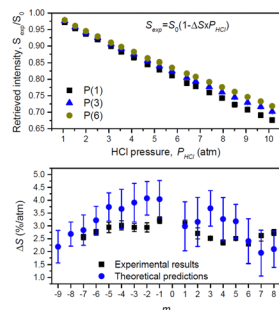 Retrieved intensity, S_exp/S_0
1.00
0.95
0.90
0.85
0.80
0.75
0.70
0.65
S_exp=S_0(1-ΔSxP_HCl)
P(1)
P(3)
P(6)
1 2 3 4 5 6 7 8 9 10
HCl pressure, P_HCl (atm)
ΔS (%/atm)
5.0
4.5
4.0
3.5
3.0
2.5
2.0
1.5
1.0
Experimental results
Theoretical predictions
-9 -8 -7 -6 -5 -4 -3 -2 -1 0 1 2 3 4 5 6 7 8
m